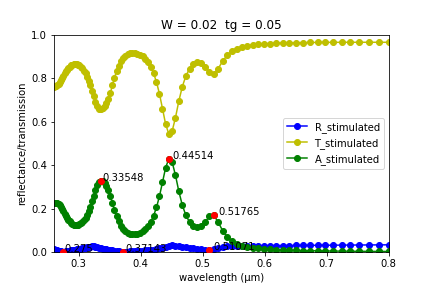 W = 0.02 tg = 0.05
reflectance/transmission
1.0
0.8
0.6
0.4
0.2
0.0
0.33548
0.44514
0.51765
R_stimulated
T_stimulated
A_stimulated
0.3 0.4 0.5 0.6 0.7 0.8
wavelength (μm)